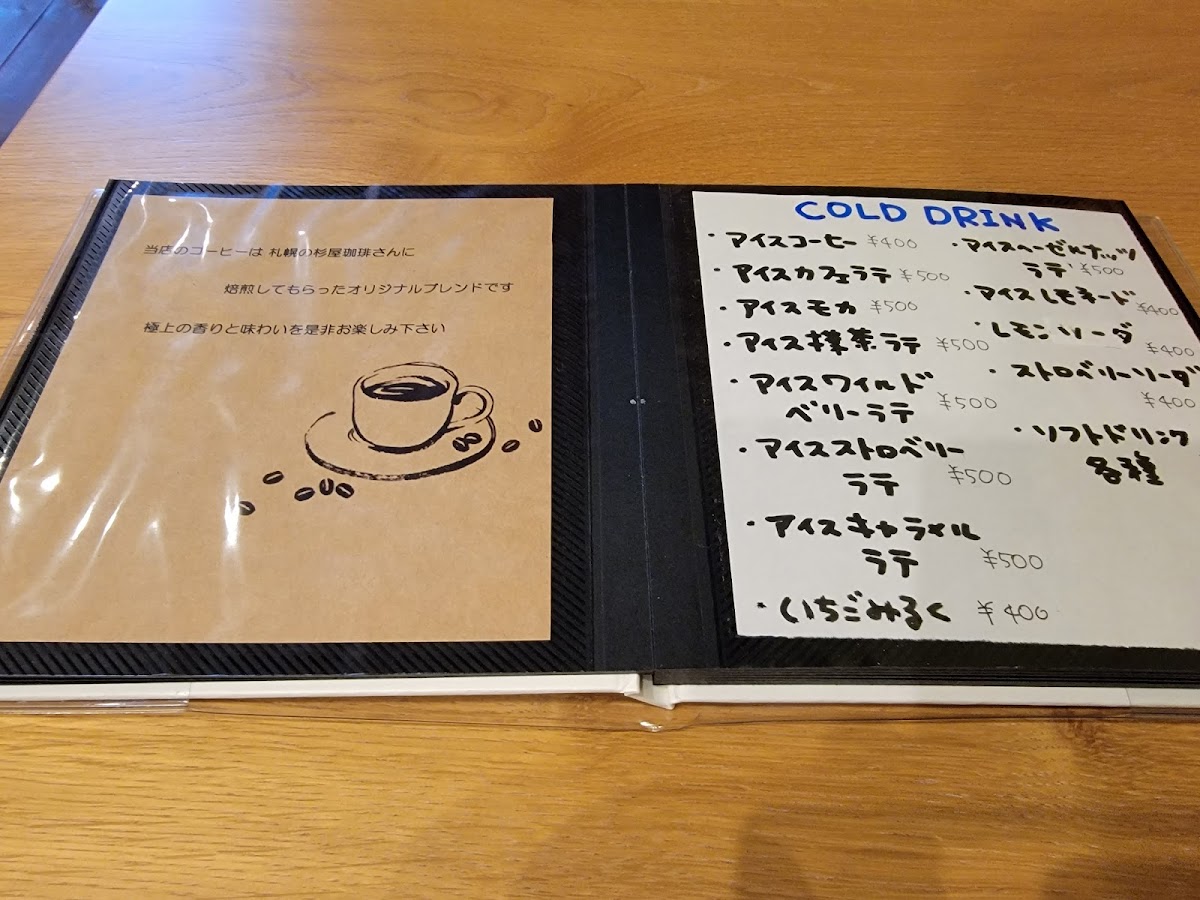 当店のコーヒーは 札幌の杉屋珈琲さんに
焙煎してもらったオリジナルブレンドです
極上の香りと味わいを是非お楽しみ下さい
COLD DRINK
・アイスコーヒー ¥400
・アイスカフェラテ ¥500
・アイスモカ ¥500
・アイス抹茶ラテ ¥500
・アイスワイルド
ベリーラテ ¥500
・アイスストロベリー
ラテ ¥500
・アイスキャラメル
ラテ ¥500
・いちごみるく ¥400
・アイスヘーゼルナッツ
ラテ ¥500
・アイスレモネード
¥400
・レモンソーダ
¥400
・ストロベリーソーダ
¥400
・ソフトドリンク
各種